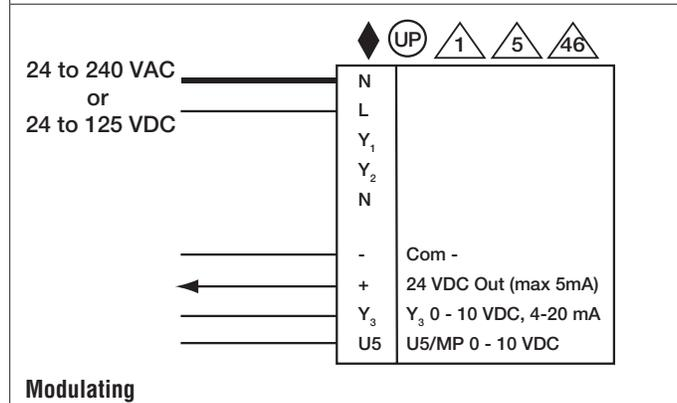 UP 1 5 46
24 to 240 VAC
or
24 to 125 VDC
N
L
Y₁
Y₂
N
- Com -
+ 24 VDC Out (max 5mA)
Y₃ Y₃ 0 - 10 VDC, 4-20 mA
U5 U5/MP 0 - 10 VDC
Modulating